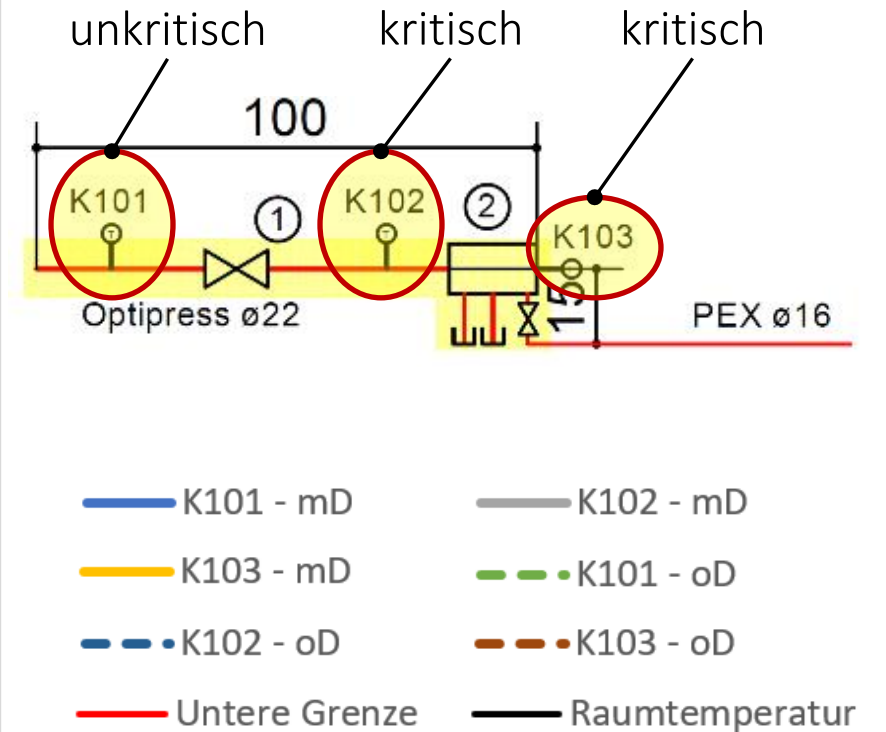 unkritisch kritisch kritisch
100
K101 1 K102 2 K103
T T
15
Optipress ø22 PEX ø16
K101 - mD K102 - mD
K103 - mD K101 - oD
K102 - oD K103 - oD
Untere Grenze Raumtemperatur